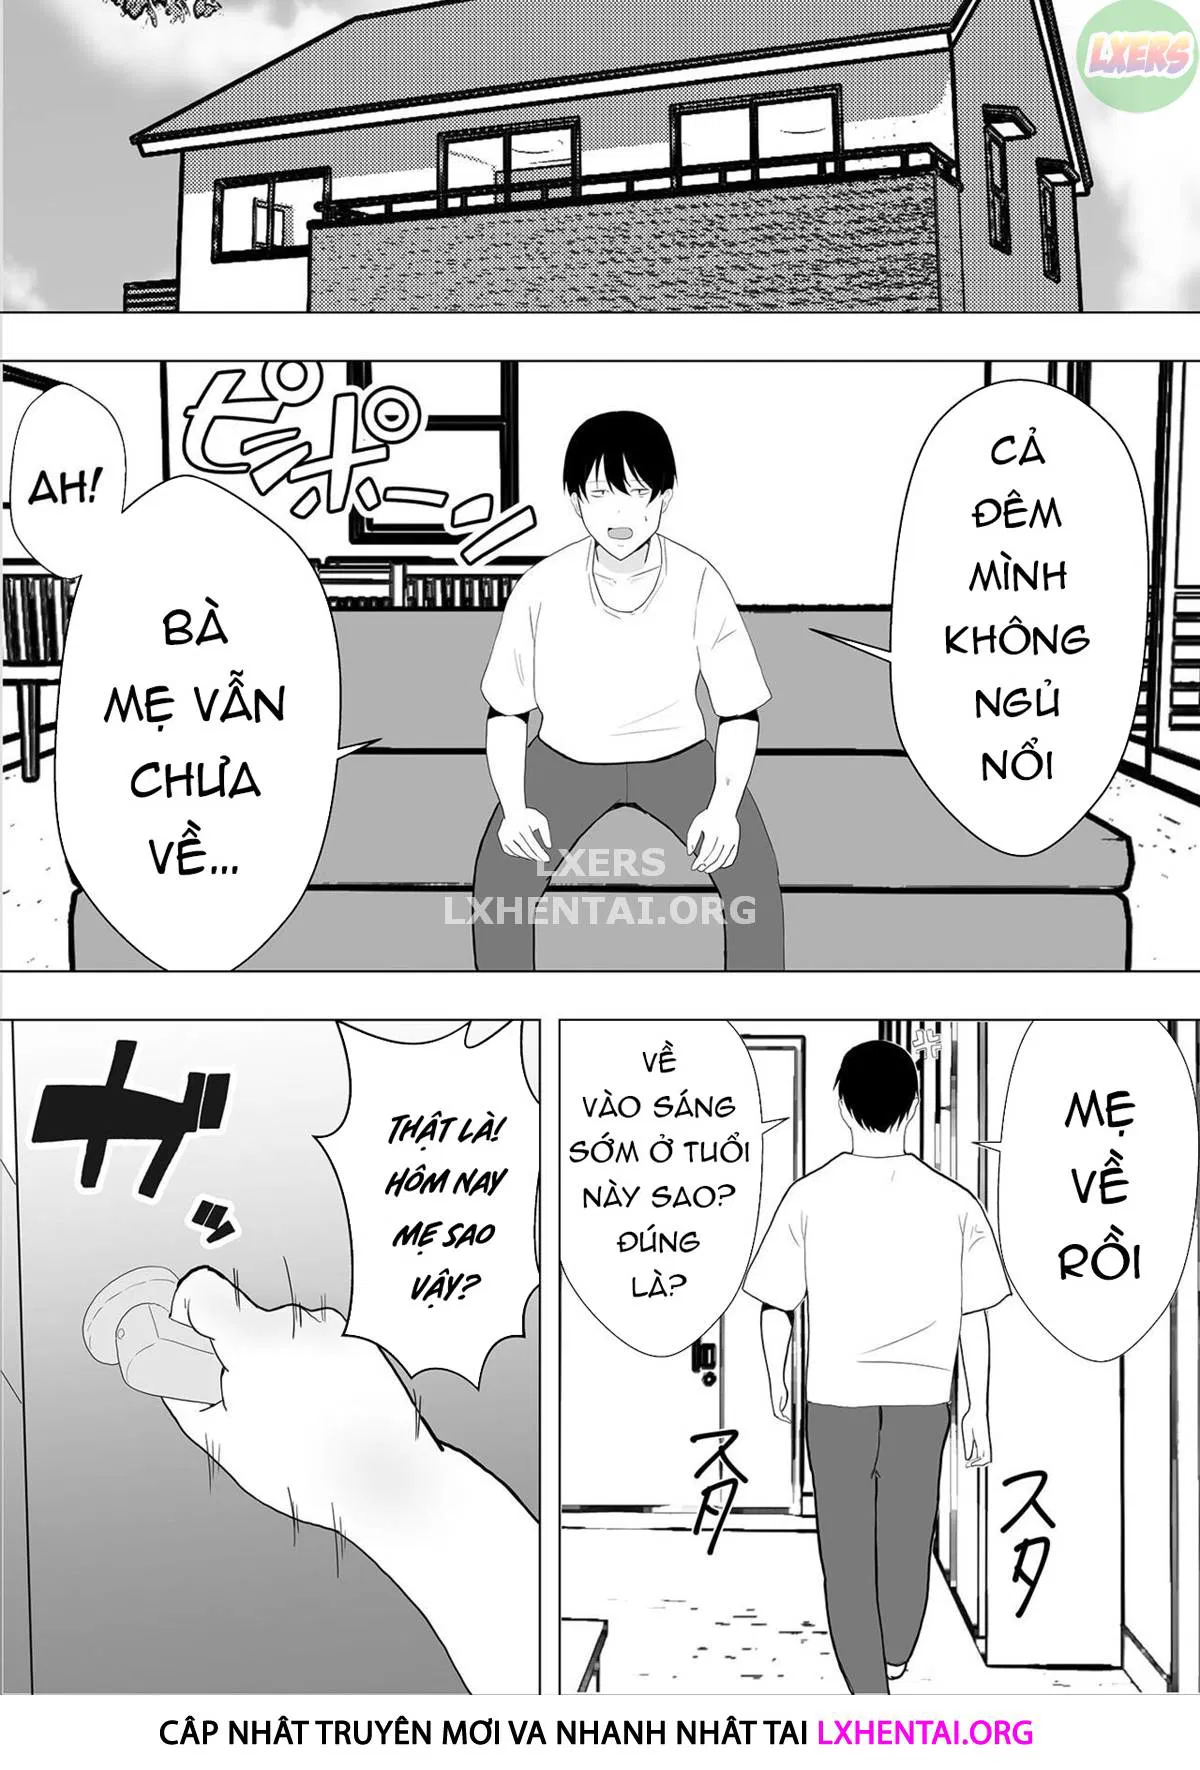 LXERS
CẢ
ĐÊM
MÌNH
KHÔNG
NGỦ
NỔI
ピンポーン
AH!
BÀ
MẸ VẪN
CHƯA
VỀ...
LXERS
LXHENTAI.ORG
MẸ
VỀ
RỒI
VỀ
VÀO SÁNG
SỚM Ở TUỔI
NÀY SAO?
ĐÚNG
LÀ?
スタ
スタ
THẬT LÀ!
HÔM NAY
MẸ SAO
VẬY?
ガシ
CẬP NHẬT TRUYỆN MỚI VÀ NHANH NHẤT TẠI LXHENTAI.ORG